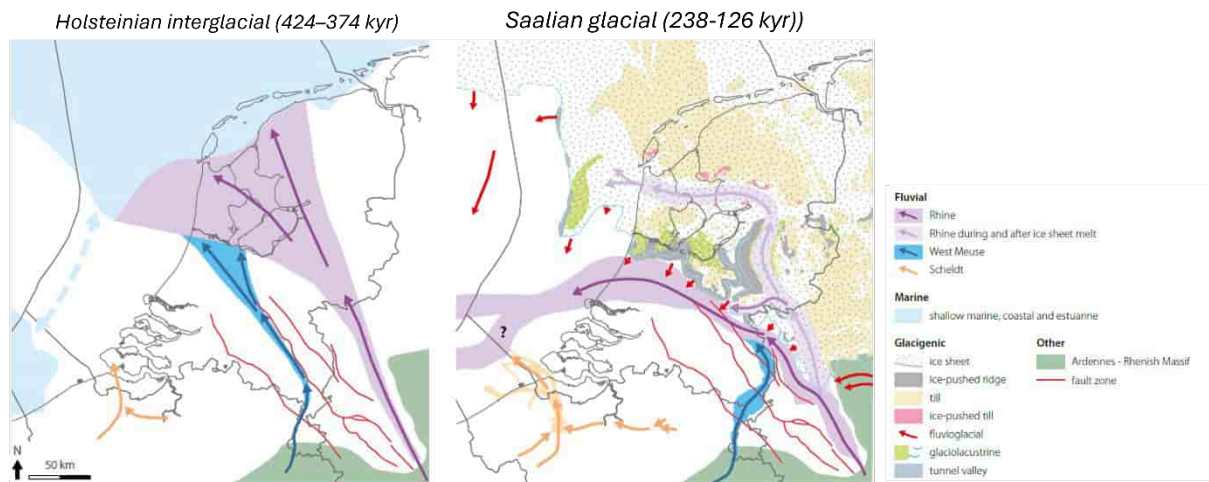 Holsteinian interglacial (424–374 kyr)
Saalian glacial (238-126 kyr))
?
N
50 km
Fluvial
Rhine
Rhine during and after ice sheet melt
West Meuse
Scheldt
Marine
shallow marine, coastal and estuarine
Glacigenic
ice sheet
Ice-pushed ridge
till
ice-pushed till
fluvioglacial
glaciolacustrine
tunnel valley
Other
Ardennes - Rhenish Massif
fault zone